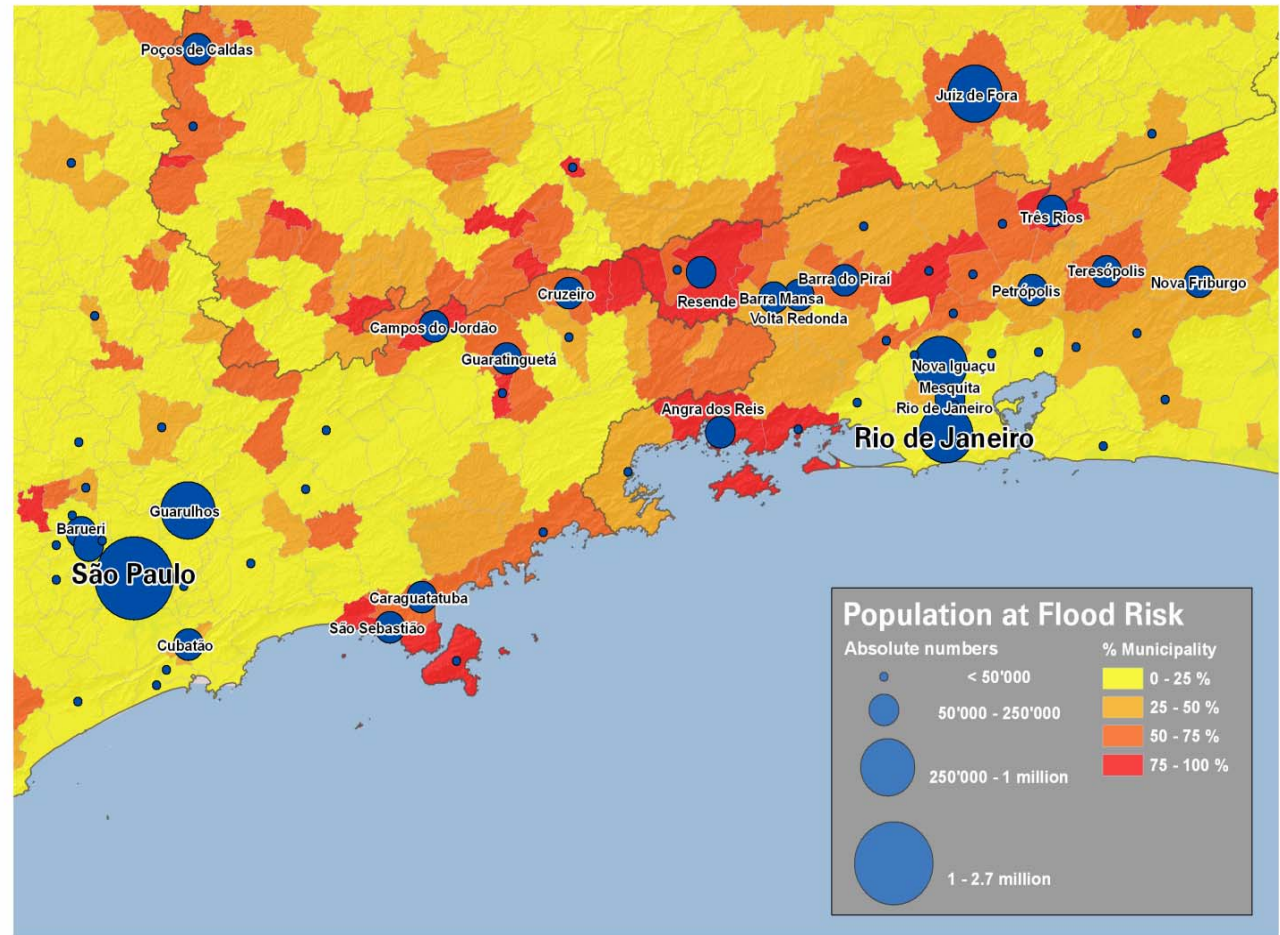 Poços de Caldas
Juiz de Fora
Três Rios
Teresópolis
Nova Friburgo
Petrópolis
Barra do Piraí
Resende
Barra Mansa
Volta Redonda
Cruzeiro
Campos do Jordão
Guaratinguetá
Nova Iguaçu
Mesquita
Rio de Janeiro
Angra dos Reis
Rio de Janeiro
Guarulhos
Barueri
São Paulo
Caraguatatuba
São Sebastião
Cubatão
Population at Flood Risk
Absolute numbers
< 50'000
50'000 - 250'000
250'000 - 1 million
1 - 2.7 million
% Municipality
0 - 25 %
25 - 50 %
50 - 75 %
75 - 100 %